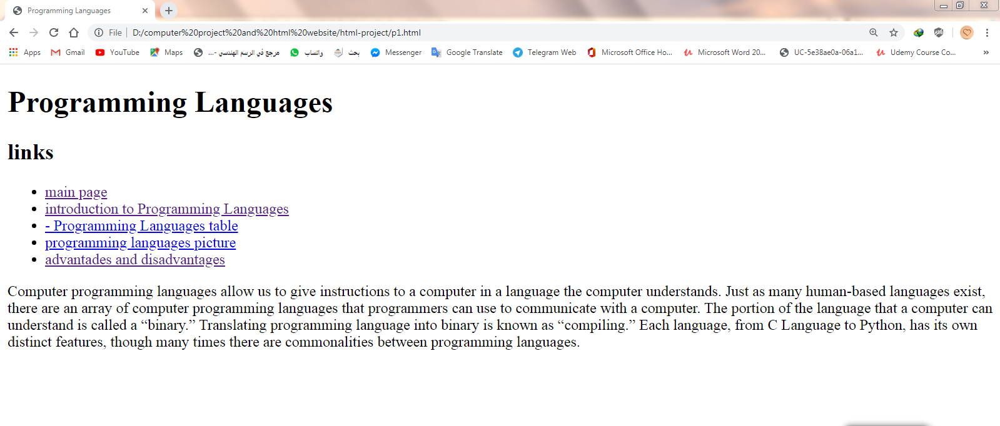 Programming Languages
File
D:/computer%20project%20and%20html%20website/html-project/p1.html
Apps
Gmail
YouTube
Maps
مرجع في الرسم الهندسي -...
واتساب
بحث
Messenger
Google Translate
Telegram Web
Microsoft Office Ho...
Microsoft Word 20...
UC-5e38ae0a-06a1...
Udemy Course Co...
»
Programming Languages
links
main page
introduction to Programming Languages
- Programming Languages table
programming languages picture
advantades and disadvantages
Computer programming languages allow us to give instructions to a computer in a language the computer understands. Just as many human-based languages exist,
there are an array of computer programming languages that programmers can use to communicate with a computer. The portion of the language that a computer can
understand is called a “binary.” Translating programming language into binary is known as “compiling.” Each language, from C Language to Python, has its own
distinct features, though many times there are commonalities between programming languages.